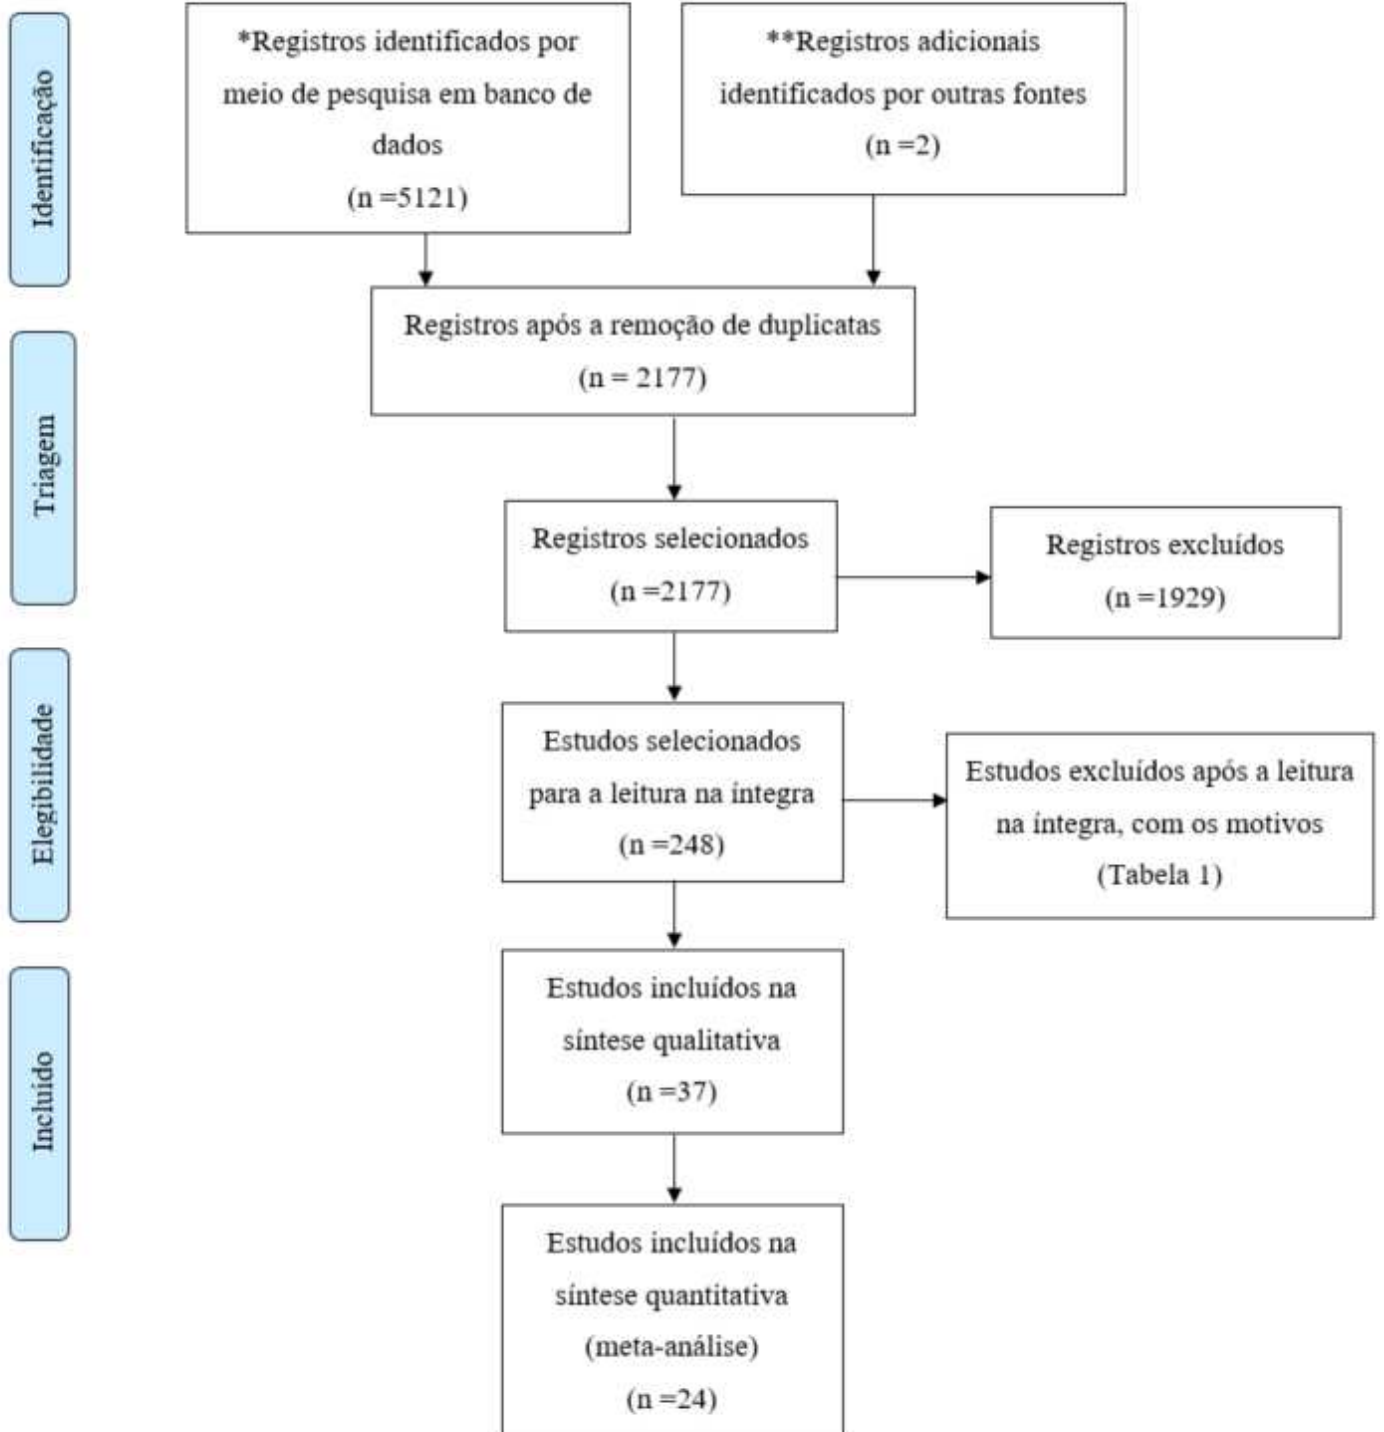 Identificação
*Registros identificados por
meio de pesquisa em banco de
dados
(n =5121)
**Registros adicionais
identificados por outras fontes
(n =2)
Registros após a remoção de duplicatas
(n = 2177)
Triagem
Registros selecionados
(n =2177)
Registros excluídos
(n =1929)
Elegibilidade
Estudos selecionados
para a leitura na íntegra
(n =248)
Estudos excluídos após a leitura
na íntegra, com os motivos
(Tabela 1)
Incluído
Estudos incluídos na
síntese qualitativa
(n =37)
Estudos incluídos na
síntese quantitativa
(meta-análise)
(n =24)